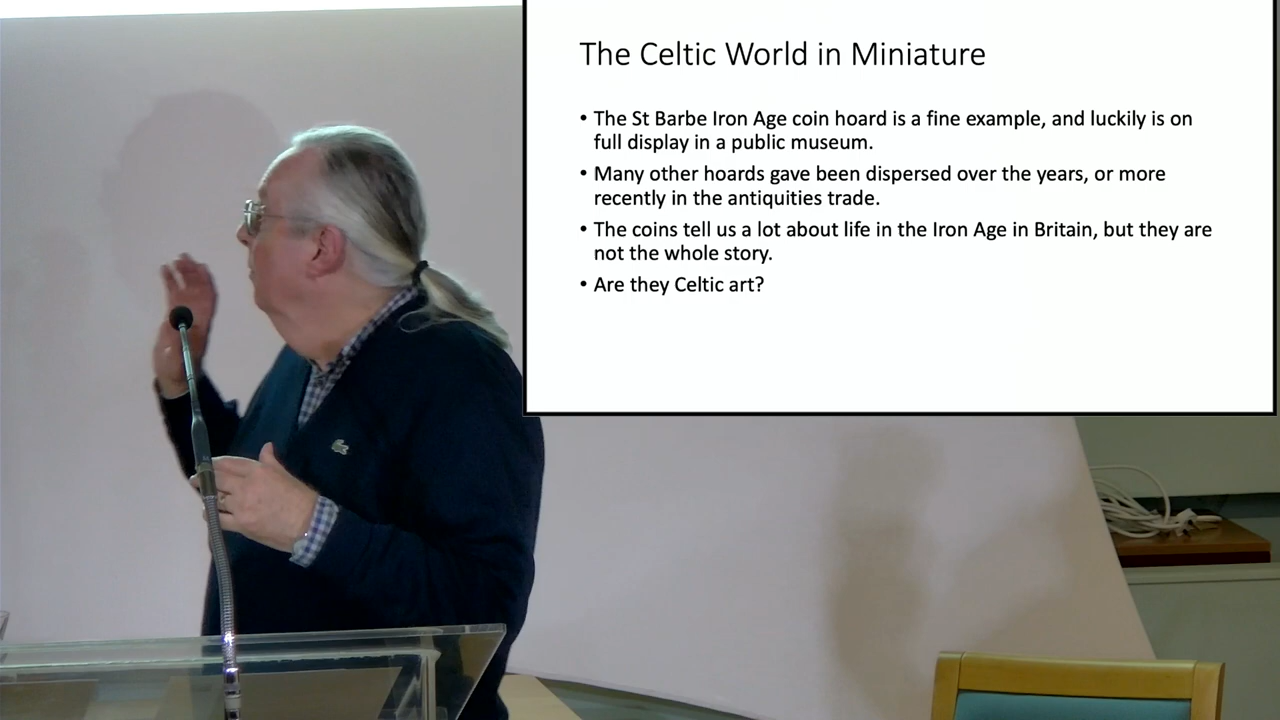 The Celtic World in Miniature
• The St Barbe Iron Age coin hoard is a fine example, and luckily is on
full display in a public museum.
• Many other hoards gave been dispersed over the years, or more
recently in the antiquities trade.
• The coins tell us a lot about life in the Iron Age in Britain, but they are
not the whole story.
• Are they Celtic art?